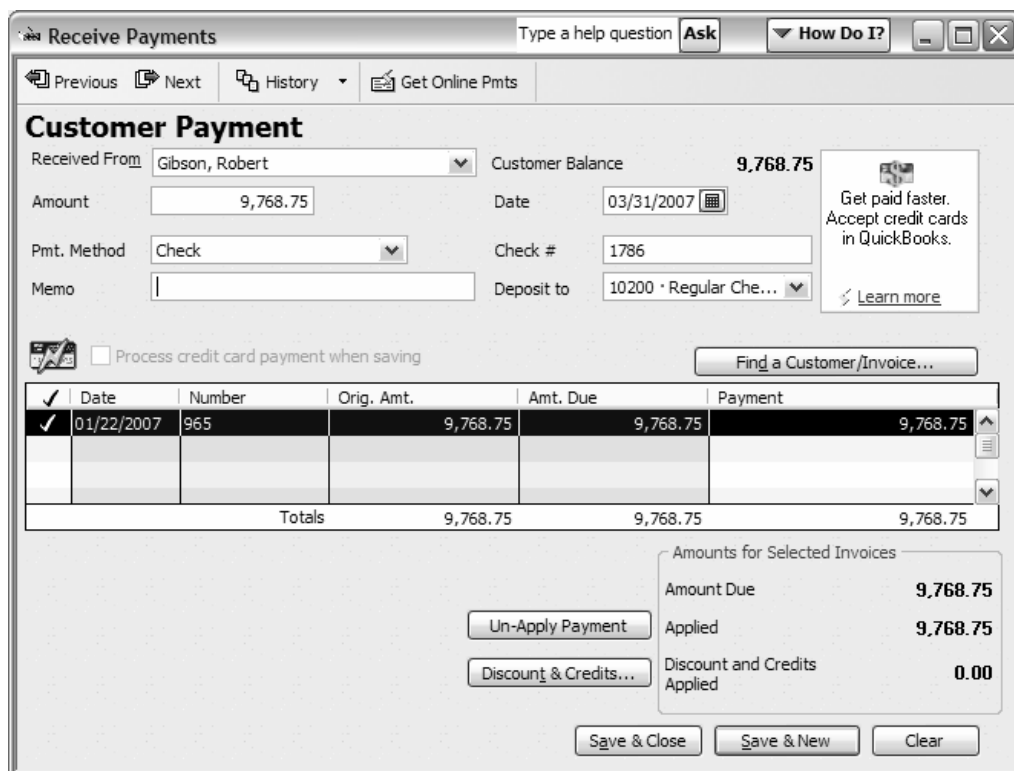 Receive Payments Type a help question Ask How Do I?
Previous Next History Get Online Pmts
Customer Payment
Received From Gibson, Robert Customer Balance 9,768.75
Amount 9,768.75 Date 03/31/2007
Pmt. Method Check Check # 1786
Memo Deposit to 10200 · Regular Che...
Get paid faster.
Accept credit cards
in QuickBooks.
Learn more
Process credit card payment when saving Find a Customer/Invoice...
✓ Date Number Orig. Amt. Amt. Due Payment
✓ 01/22/2007 965 9,768.75 9,768.75 9,768.75
Totals 9,768.75 9,768.75 9,768.75
Amounts for Selected Invoices
Amount Due 9,768.75
Un-Apply Payment Applied 9,768.75
Discount & Credits... Discount and Credits
Applied 0.00
Save & Close Save & New Clear